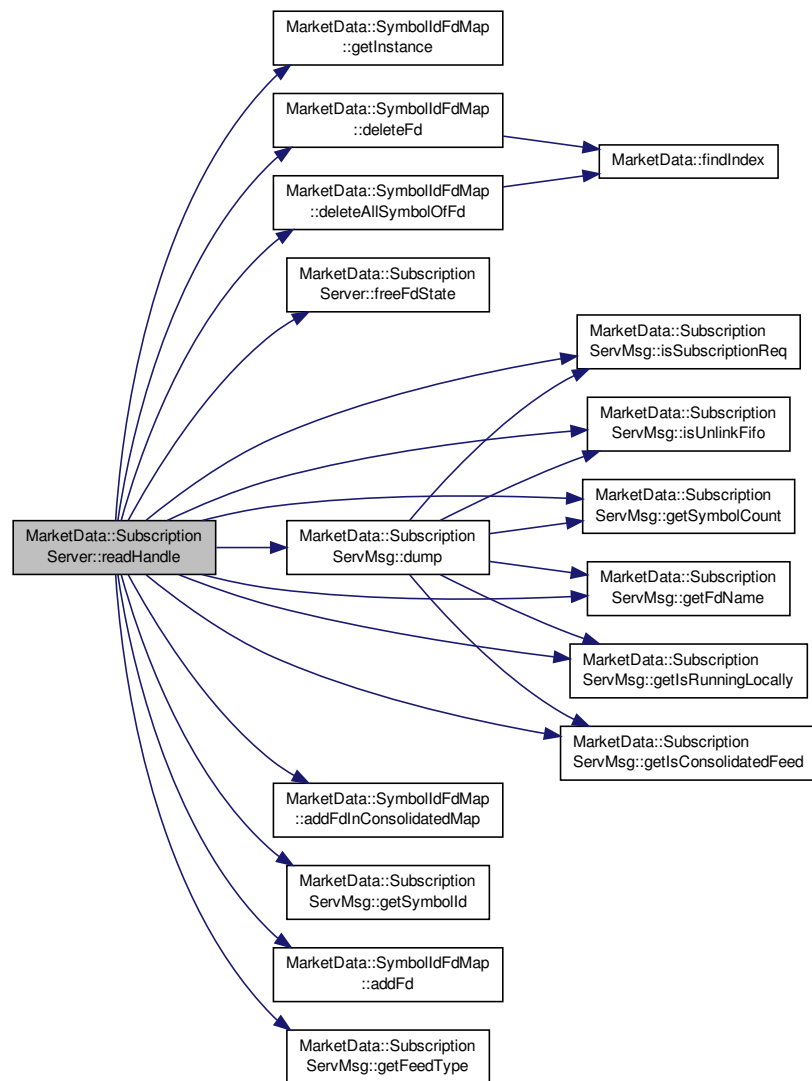 MarketData::SymbolIdFdMap
::getInstance
MarketData::SymbolIdFdMap
::deleteFd
MarketData::findIndex
MarketData::SymbolIdFdMap
::deleteAllSymbolOfFd
MarketData::Subscription
Server::freeFdState
MarketData::Subscription
ServMsg::isSubscriptionReq
MarketData::Subscription
ServMsg::isUnlinkFifo
MarketData::Subscription
ServMsg::getSymbolCount
MarketData::Subscription
Server::readHandle
MarketData::Subscription
ServMsg::dump
MarketData::Subscription
ServMsg::getFdName
MarketData::Subscription
ServMsg::getIsRunningLocally
MarketData::Subscription
ServMsg::getIsConsolidatedFeed
MarketData::SymbolIdFdMap
::addFdInConsolidatedMap
MarketData::Subscription
ServMsg::getSymbolId
MarketData::SymbolIdFdMap
::addFd
MarketData::Subscription
ServMsg::getFeedType